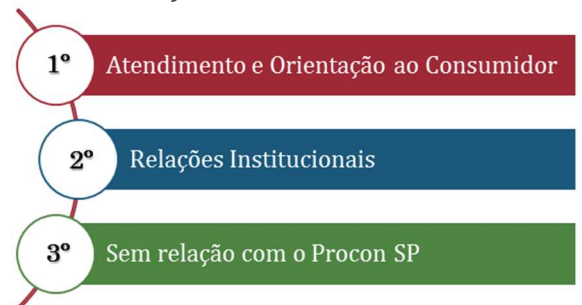 1º
Atendimento e Orientação ao Consumidor
2º
Relações Institucionais
3º
Sem relação com o Procon SP